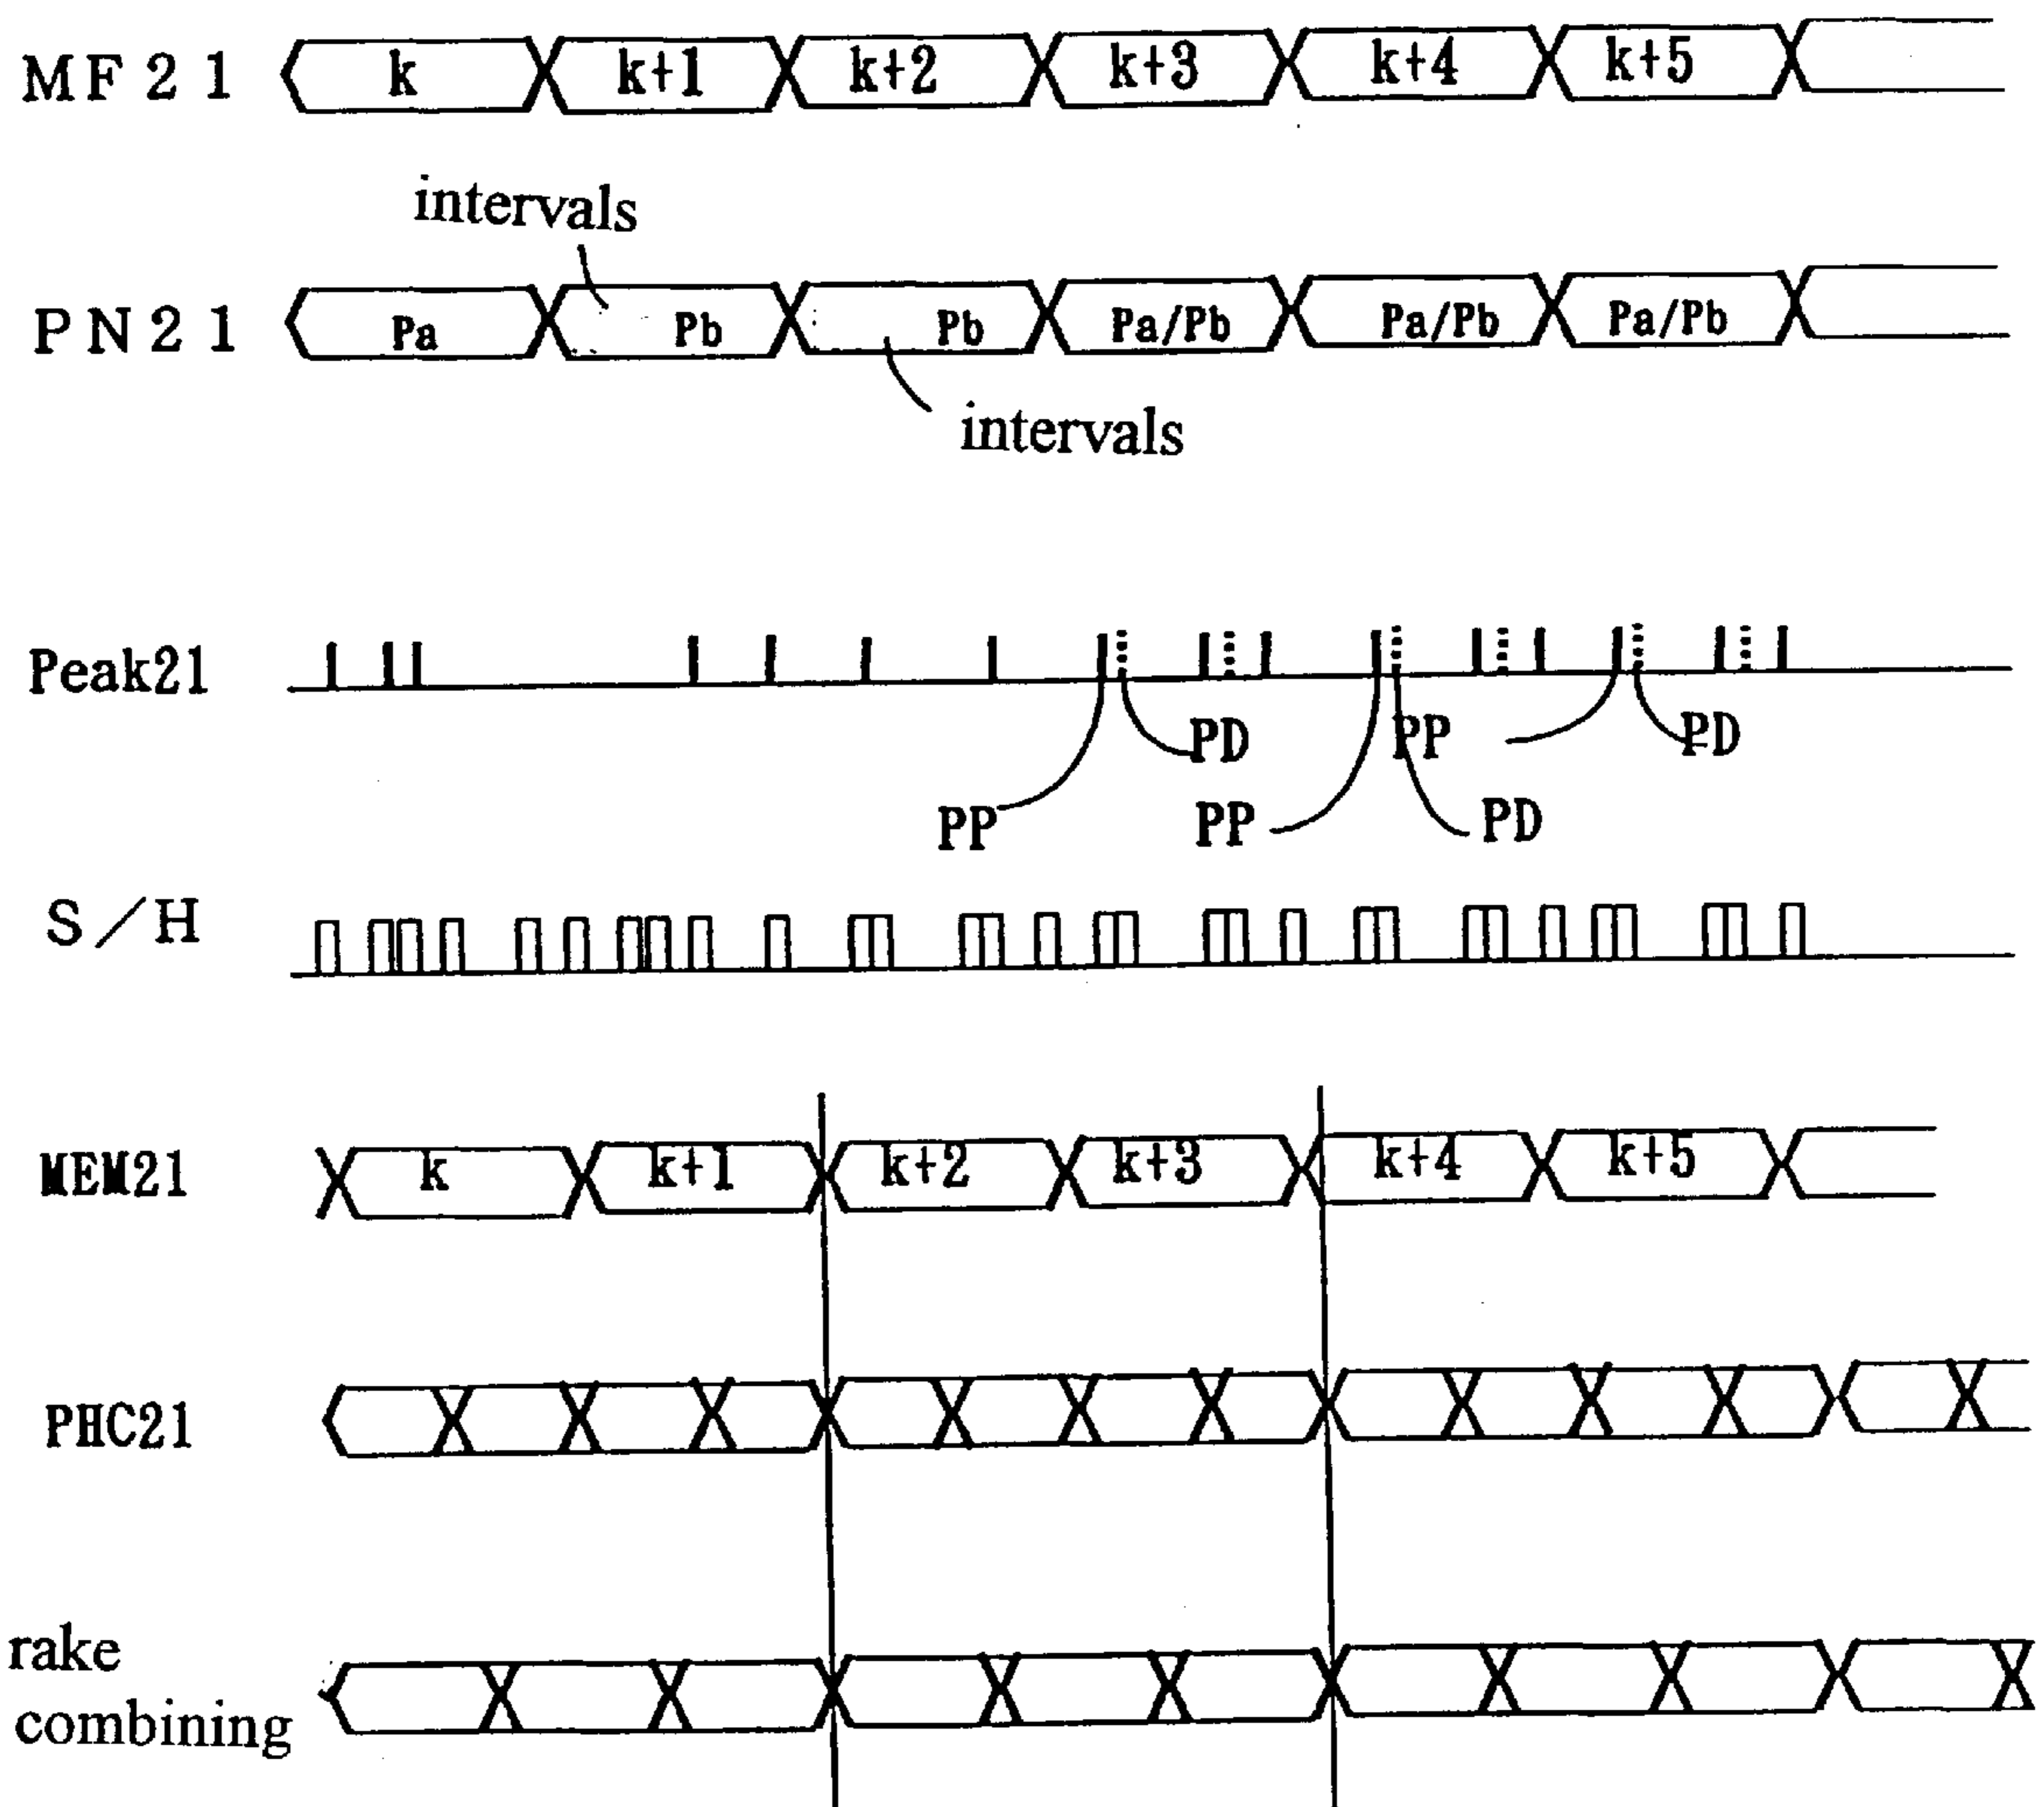 MF21 k k+1 k+2 k+3 k+4 k+5
intervals
PN21 Pa Pb Pb Pa/Pb Pa/Pb Pa/Pb
intervals
Peak21
PD PP PD
PP PP PD
S/H
MEM21 k k+1 k+2 k+3 k+4 k+5
PHC21
rake
combining